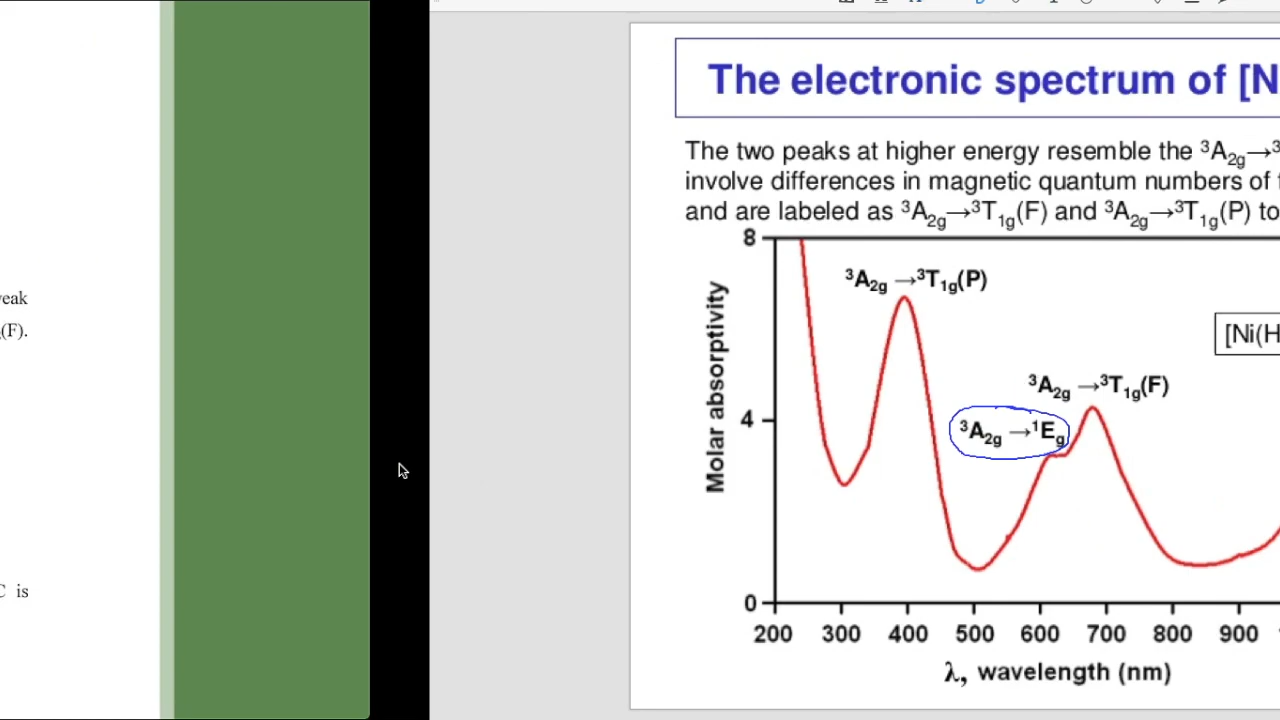 eak
(F).
C is
The electronic spectrum of [N
The two peaks at higher energy resemble the ³A₂g→³
involve differences in magnetic quantum numbers of
and are labeled as ³A₂g→³T₁g(F) and ³A₂g→³T₁g(P) to
8
³A₂g →³T₁g(P)
Molar absorptivity
[Ni(H
³A₂g →³T₁g(F)
4
³A₂g →¹Eg
0
200 300 400 500 600 700 800 900
λ, wavelength (nm)